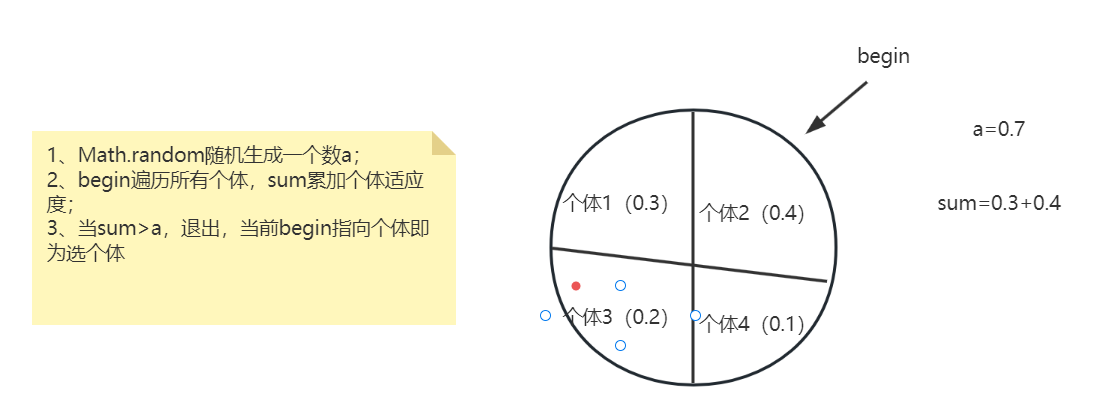 1、Math.random随机生成一个数a；
2、begin遍历所有个体，sum累加个体适应
度；
3、当sum>a，退出，当前begin指向个体即
为选个体
begin
a=0.7
sum=0.3+0.4
个体1（0.3）
个体2（0.4）
个体3（0.2）
个体4（0.1）